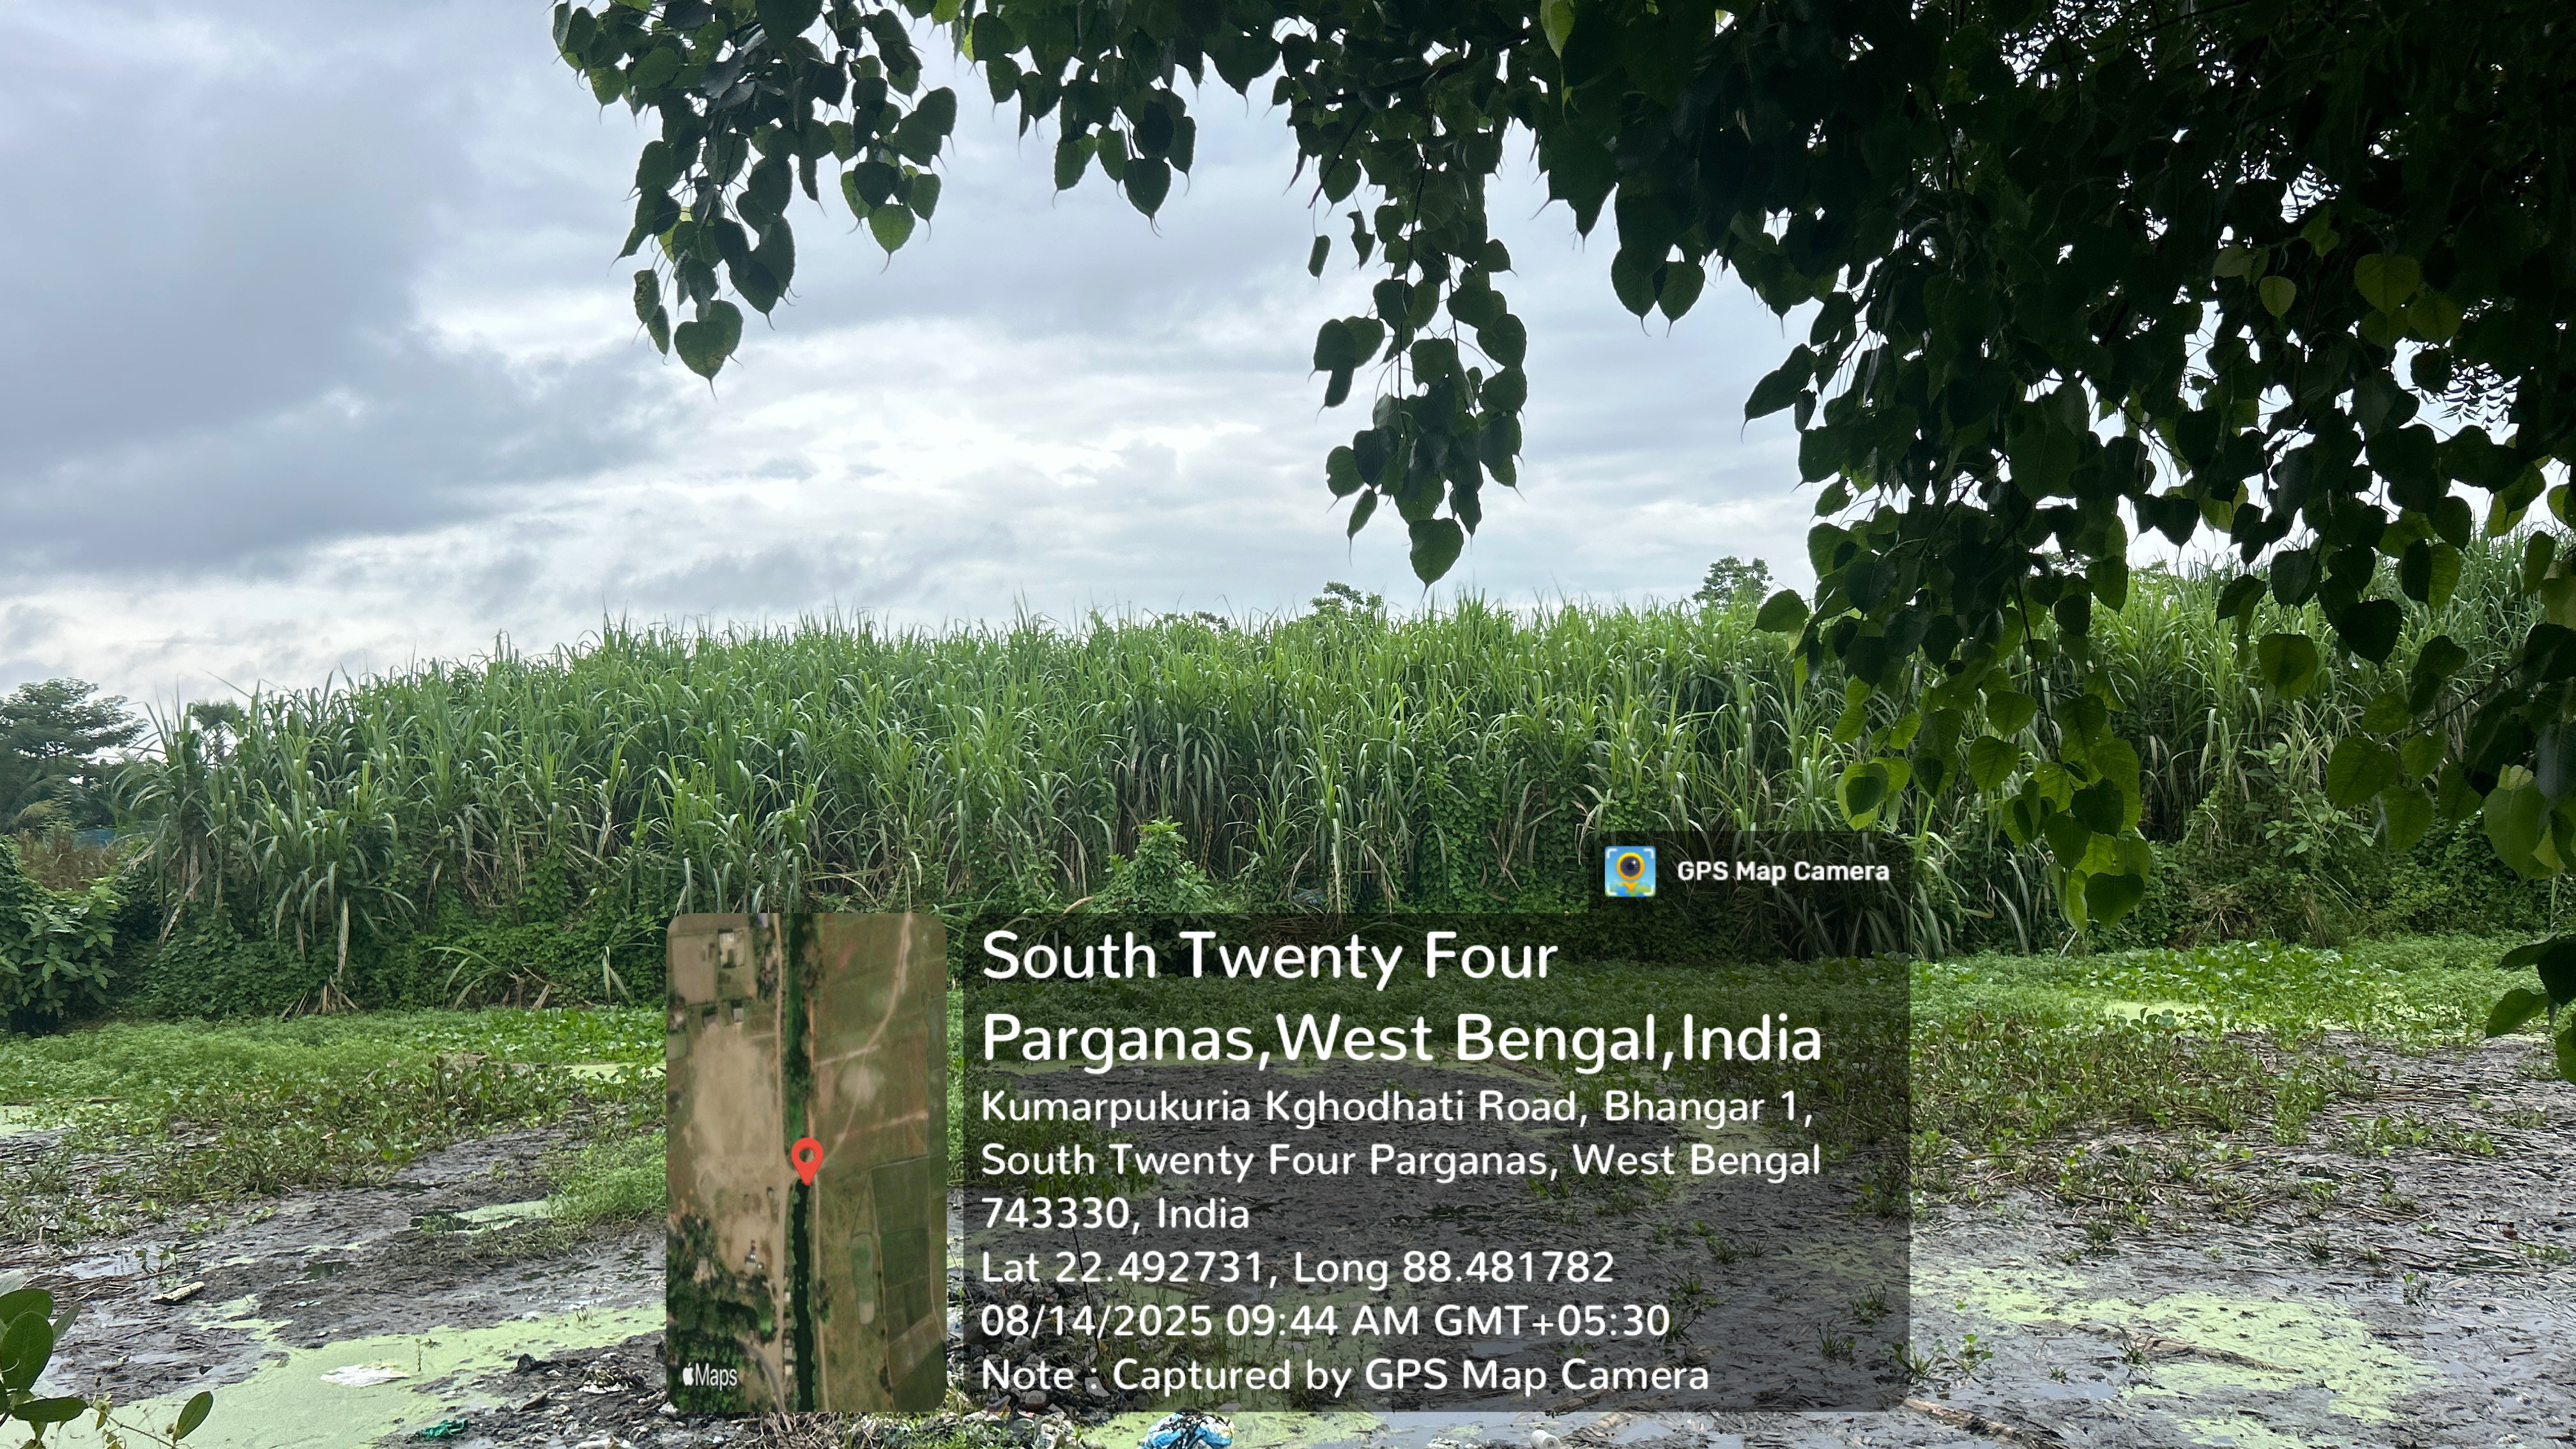 GPS Map Camera
South Twenty Four
Parganas,West Bengal,India
Kumarpukuria Kghodhati Road, Bhangar 1,
South Twenty Four Parganas, West Bengal
743330, India
Lat 22.492731, Long 88.481782
08/14/2025 09:44 AM GMT+05:30
Note : Captured by GPS Map Camera
Maps